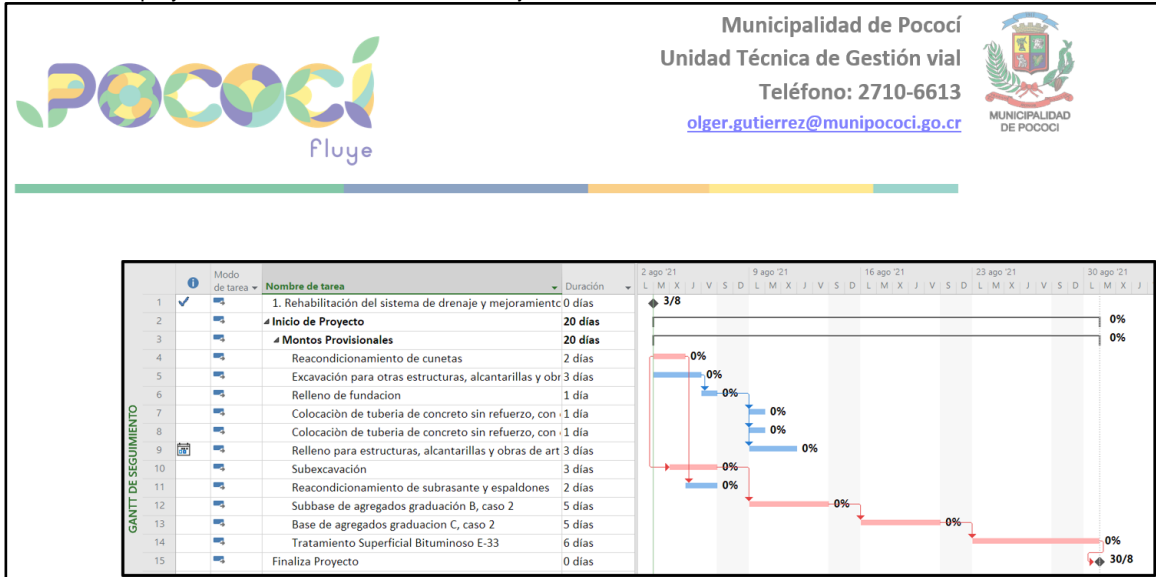 Municipalidad de Pococí
Unidad Técnica de Gestión vial
Teléfono: 2710-6613
olger.gutierrez@munipococi.go.cr
POCOCí
fluye
MUNICIPALIDAD
DE POCOCI
Modo de tarea Nombre de tarea Duración 2 ago '21 9 ago '21 16 ago '21 23 ago '21 30 ago '21
L M X J V S D L M X J V S D L M X J V S D L M X J V S D L M X J
1 1. Rehabilitación del sistema de drenaje y mejoramiento 0 días 3/8
2 Inicio de Proyecto 20 días 0%
3 Montos Provisionales 20 días 0%
4 Reacondicionamiento de cunetas 2 días 0%
5 Excavación para otras estructuras, alcantarillas y obr 3 días 0%
6 Relleno de fundacion 1 día 0%
7 Colocaciòn de tuberia de concreto sin refuerzo, con 1 día 0%
8 Colocaciòn de tuberia de concreto sin refuerzo, con 1 día 0%
9 Relleno para estructuras, alcantarillas y obras de art 3 días 0%
10 Subexcavación 3 días 0%
11 Reacondicionamiento de subrasante y espaldones 2 días 0%
12 Subbase de agregados graduación B, caso 2 5 días 0%
13 Base de agregados graduacion C, caso 2 5 días 0%
14 Tratamiento Superficial Bituminoso E-33 6 días 0%
15 Finaliza Proyecto 0 días 30/8
GANTT DE SEGUIMIENTO